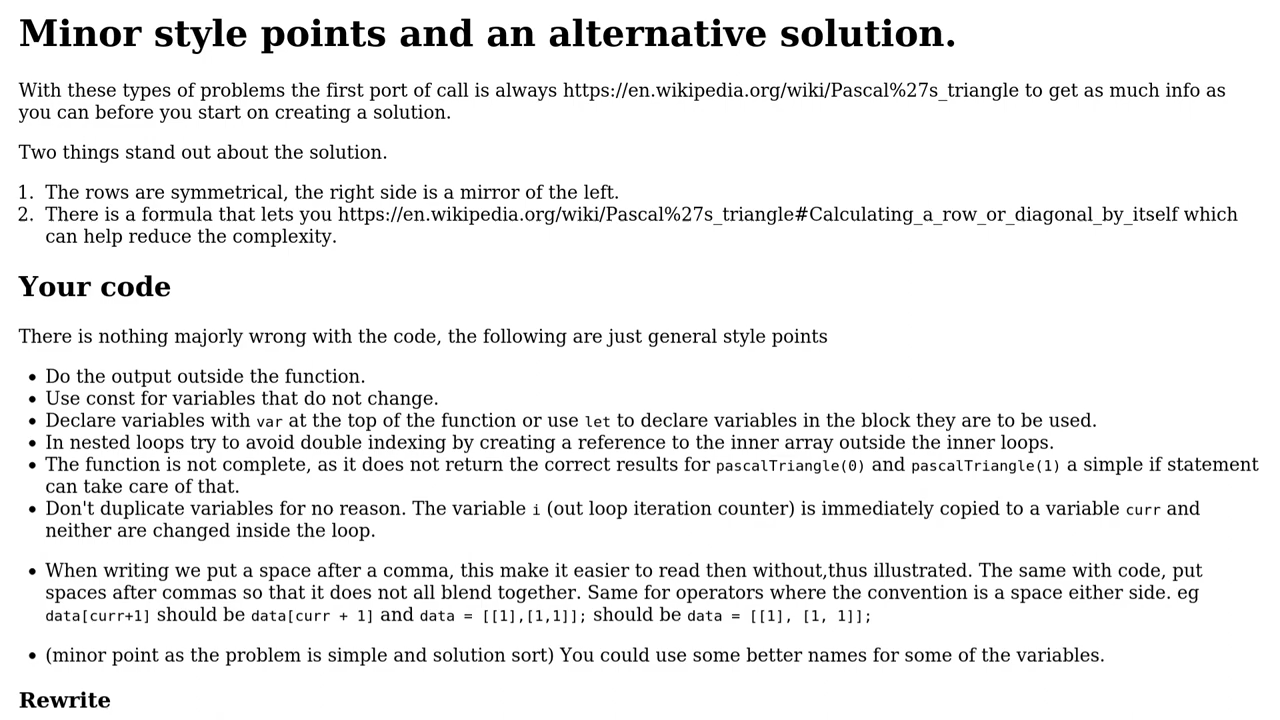 Minor style points and an alternative solution.
With these types of problems the first port of call is always https://en.wikipedia.org/wiki/Pascal%27s_triangle to get as much info as
you can before you start on creating a solution.
Two things stand out about the solution.
1. The rows are symmetrical, the right side is a mirror of the left.
2. There is a formula that lets you https://en.wikipedia.org/wiki/Pascal%27s_triangle#Calculating_a_row_or_diagonal_by_itself which
can help reduce the complexity.
Your code
There is nothing majorly wrong with the code, the following are just general style points
• Do the output outside the function.
• Use const for variables that do not change.
• Declare variables with var at the top of the function or use let to declare variables in the block they are to be used.
• In nested loops try to avoid double indexing by creating a reference to the inner array outside the inner loops.
• The function is not complete, as it does not return the correct results for pascalTriangle(0) and pascalTriangle(1) a simple if statement
can take care of that.
• Don't duplicate variables for no reason. The variable i (out loop iteration counter) is immediately copied to a variable curr and
neither are changed inside the loop.
• When writing we put a space after a comma, this make it easier to read then without,thus illustrated. The same with code, put
spaces after commas so that it does not all blend together. Same for operators where the convention is a space either side. eg
data[curr+1] should be data[curr + 1] and data = [[1],[1,1]]; should be data = [[1], [1, 1]];
• (minor point as the problem is simple and solution sort) You could use some better names for some of the variables.
Rewrite